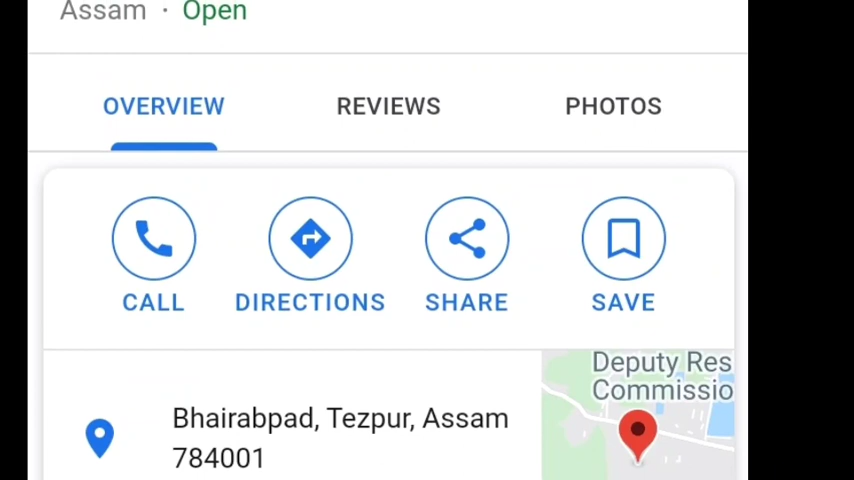 Assam · Open
OVERVIEW REVIEWS PHOTOS
CALL DIRECTIONS SHARE SAVE
Deputy Res
Commissio
Bhairabpad, Tezpur, Assam
784001